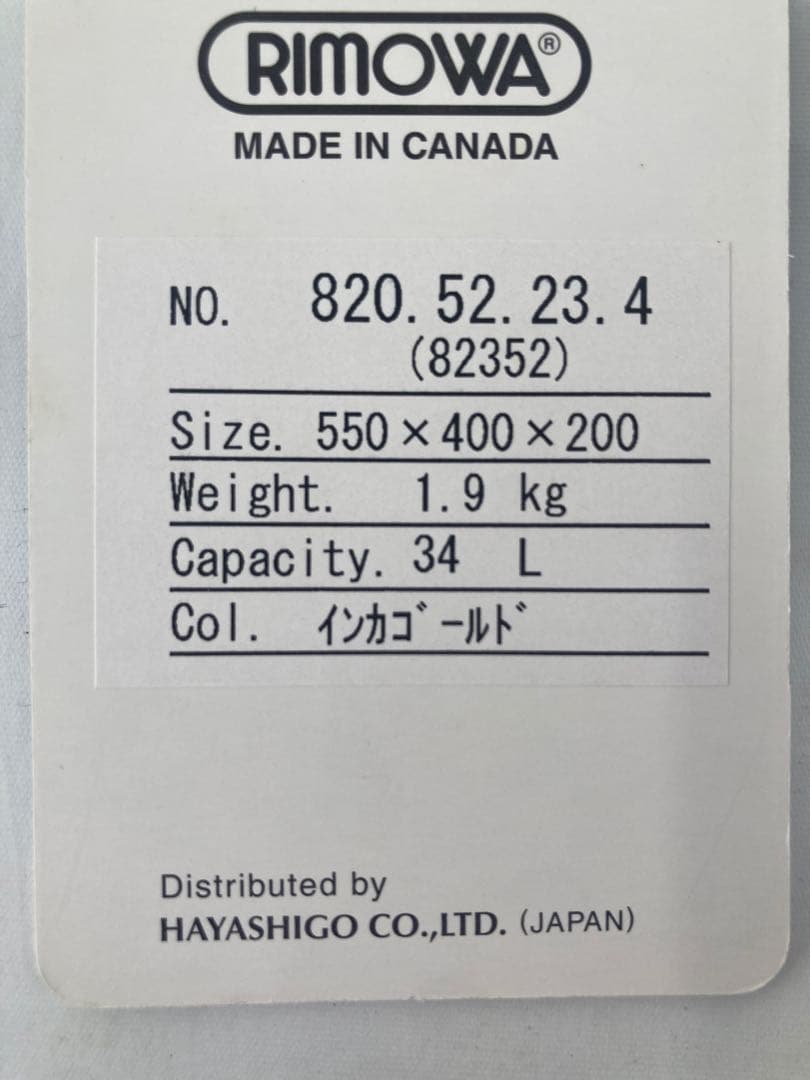 RIMOWA®
MADE IN CANADA
NO. 820.52.23.4
(82352)
Size. 550×400×200
Weight. 1.9 kg
Capacity. 34 L
Col. インカゴールド
Distributed by
HAYASHIGO CO.,LTD. (JAPAN)